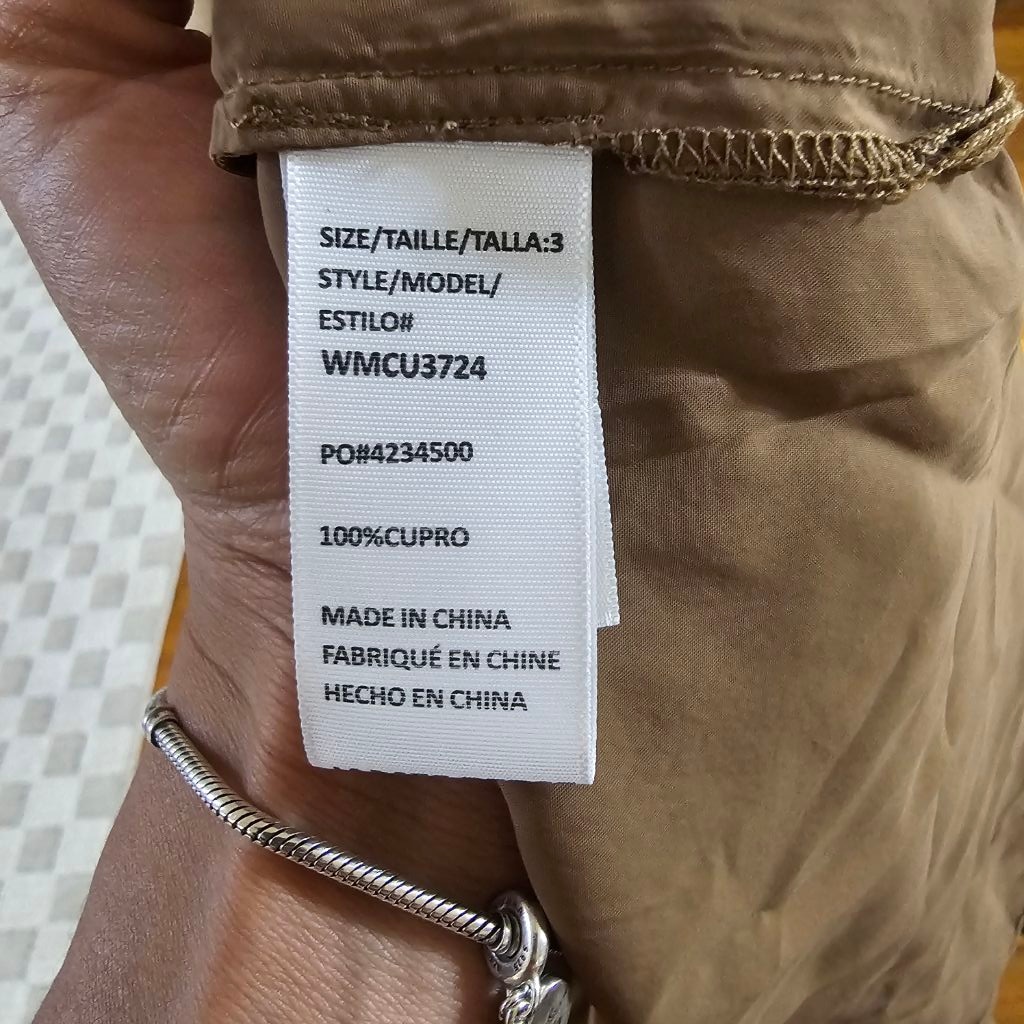 SIZE/TAILLE/TALLA:3
STYLE/MODEL/
ESTILO#
WMCU3724
PO#4234500
100%CUPRO
MADE IN CHINA
FABRIQUÉ EN CHINE
HECHO EN CHINA